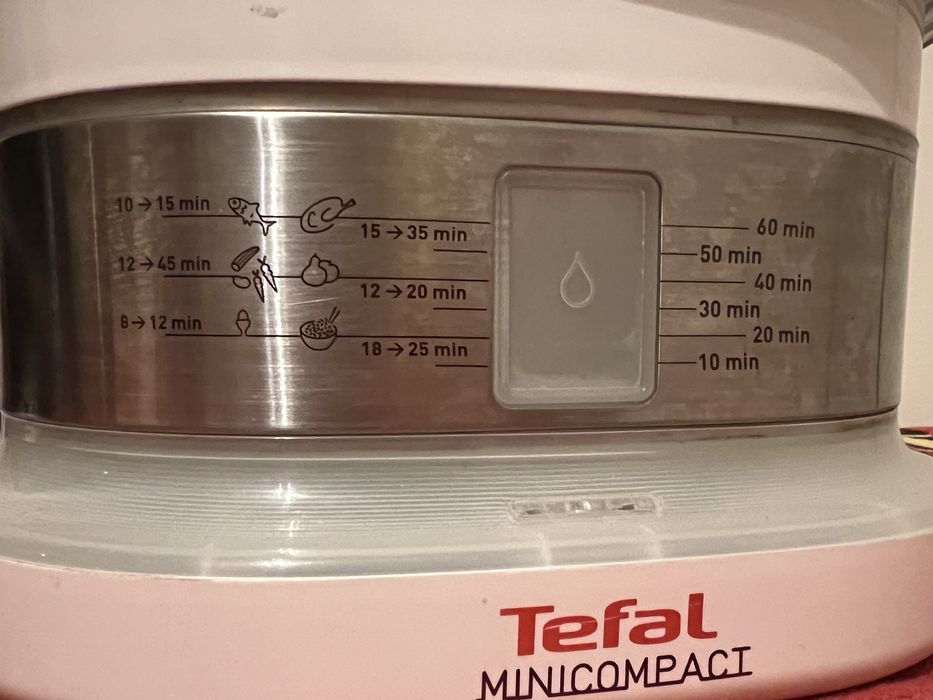 10→15 min
15→35 min
12→45 min
12→20 min
8→12 min
18→25 min
60 min
50 min
40 min
30 min
20 min
10 min
Tefal
MINICOMPACT